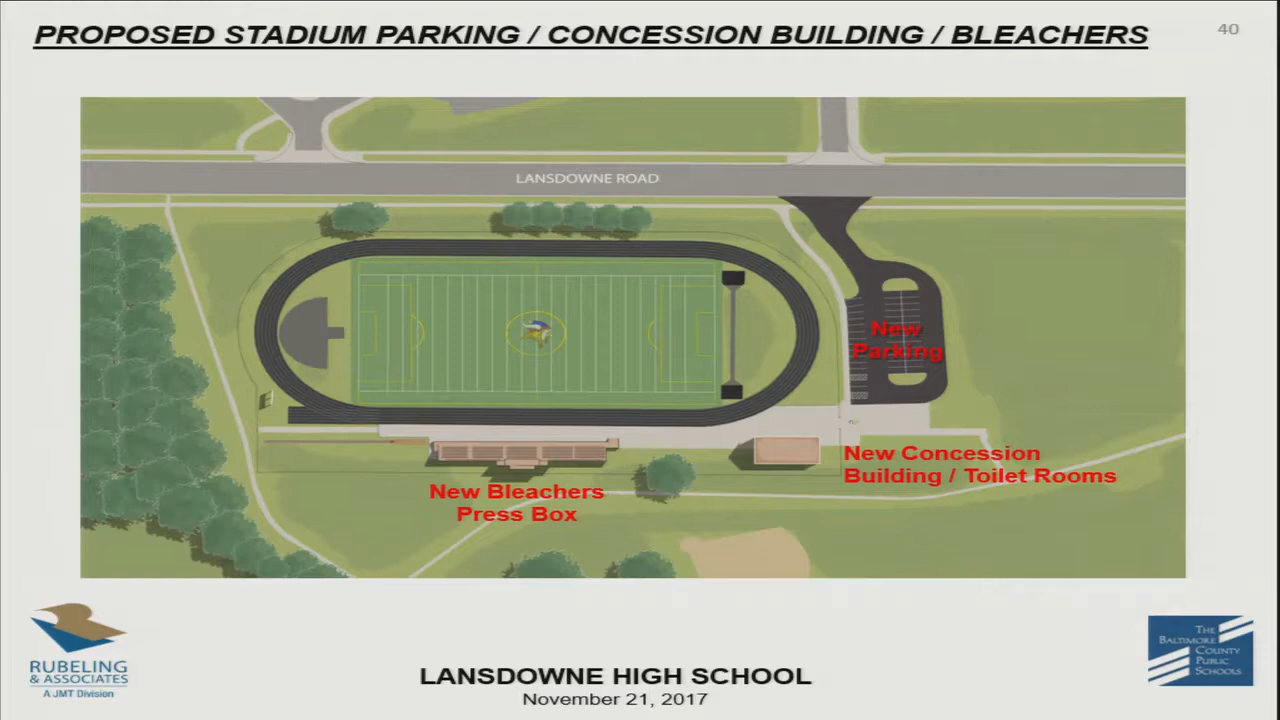 PROPOSED STADIUM PARKING / CONCESSION BUILDING / BLEACHERS
40
LANSDOWNE ROAD
New
Parking
New Concession
Building / Toilet Rooms
New Bleachers
Press Box
RUBELING
& ASSOCIATES
A JMT Division
LANSDOWNE HIGH SCHOOL
November 21, 2017
THE
BALTIMORE
COUNTY
PUBLIC
SCHOOLS